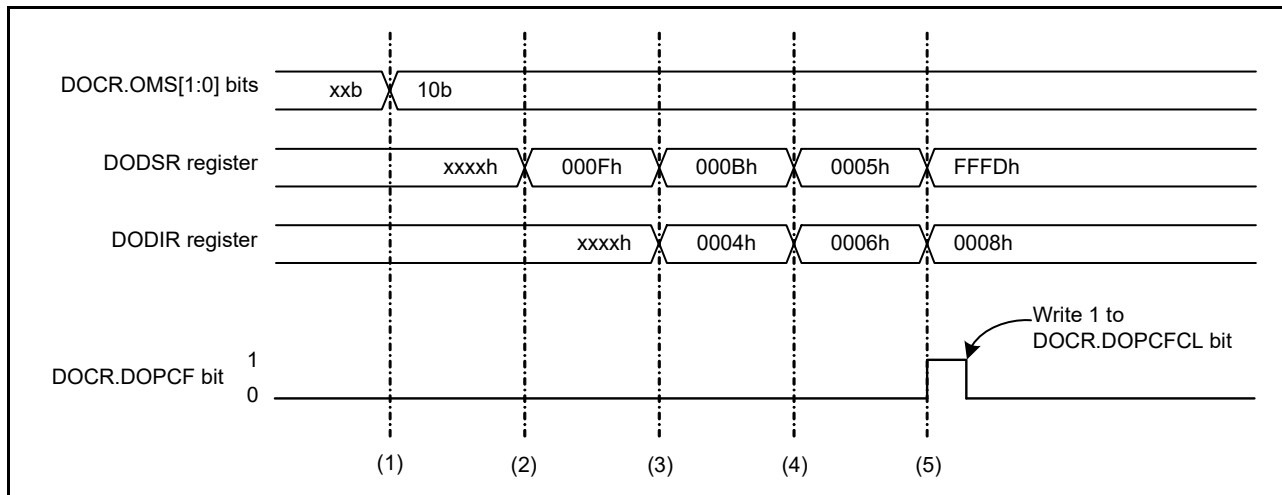 DOCR.OMS[1:0] bits
xxb
10b
DODSR register
xxxxh
000Fh
000Bh
0005h
FFFDh
DODIR register
xxxxh
0004h
0006h
0008h
Write 1 to
DOCR.DOPCFCL bit
DOCR.DOPCF bit
1
0
(1)
(2)
(3)
(4)
(5)